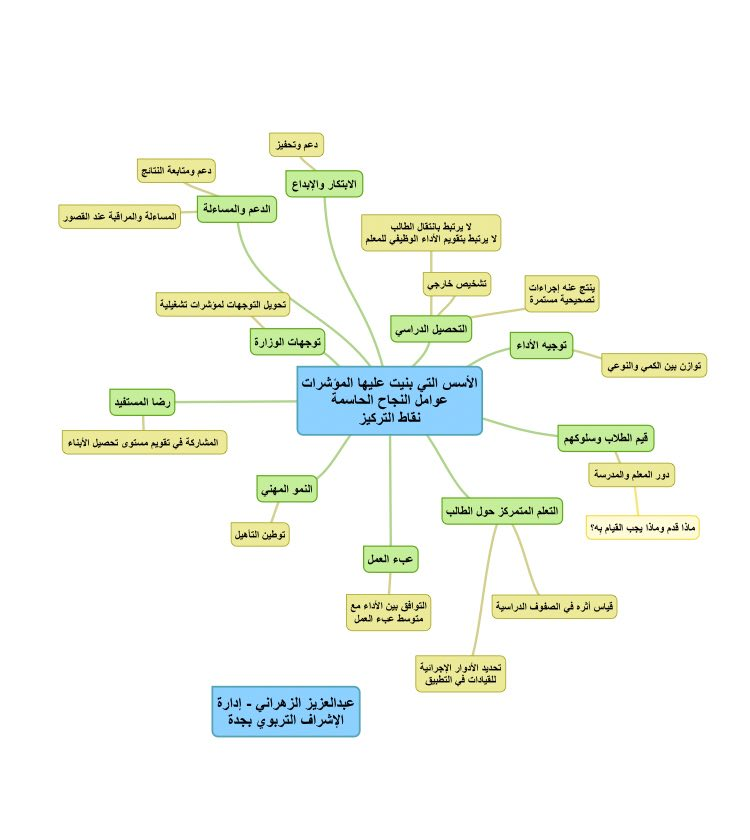 دعم وتحفيز
الابتكار والإبداع
دعم ومتابعة النتائج
الدعم والمساءلة
المساءلة والمراقبة عند القصور
لا يرتبط بانتقال الطالب
لا يرتبط بتقويم الأداء الوظيفي للمعلم
تشخيص خارجي
ينتج عنه إجراءات
تصحيحية مستمرة
التحصيل الدراسي
تحويل التوجهات لمؤشرات تشغيلية
توجهات الوزارة
توجيه الأداء
توازن بين الكمي والنوعي
الأسس التي بنيت عليها المؤشرات
عوامل النجاح الحاسمة
نقاط التركيز
رضا المستفيد
المشاركة في تقويم مستوى تحصيل الأبناء
قيم الطلاب وسلوكهم
دور المعلم والمدرسة
ماذا قدم وماذا يجب القيام به؟
النمو المهني
توطين التأهيل
التعلم المتمركز حول الطالب
قياس أثره في الصفوف الدراسية
تحديد الأدوار الإجرائية
للقيادات في التطبيق
عبء العمل
التوافق بين الأداء مع
متوسط عبء العمل
عبدالعزيز الزهراني - إدارة
الإشراف التربوي بجدة